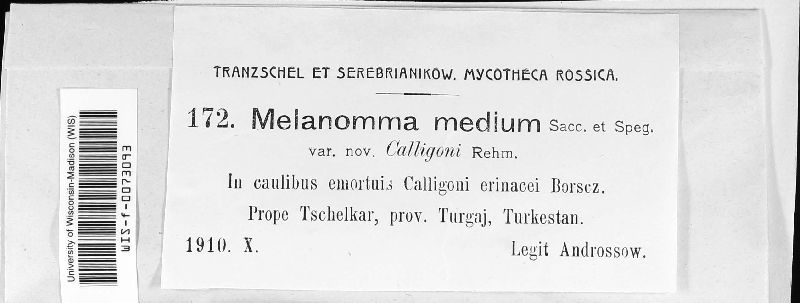 TRANZSCHEL ET SEREBRIANIKOW. MYCOTHECA ROSSICA.
172. Melanomma medium Sacc. et Speg.
var. nov. Calligoni Rehm.
In caulibus emortuis Calligoni erinacei Borscz.
Prope Tschelkar, prov. Turgaj, Turkestan.
1910. X. Legit Androssow.
University of Wisconsin-Madison (WIS)
WIS-F-0073093